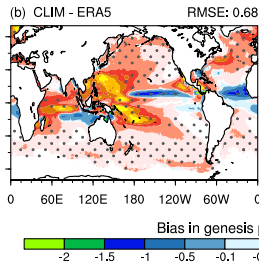 (b) CLIM - ERA5 RMSE: 0.68
0 60E 120E 180 120W 60W 0
Bias in genesis
-2 -1.5 -1 -0.5 -0.1